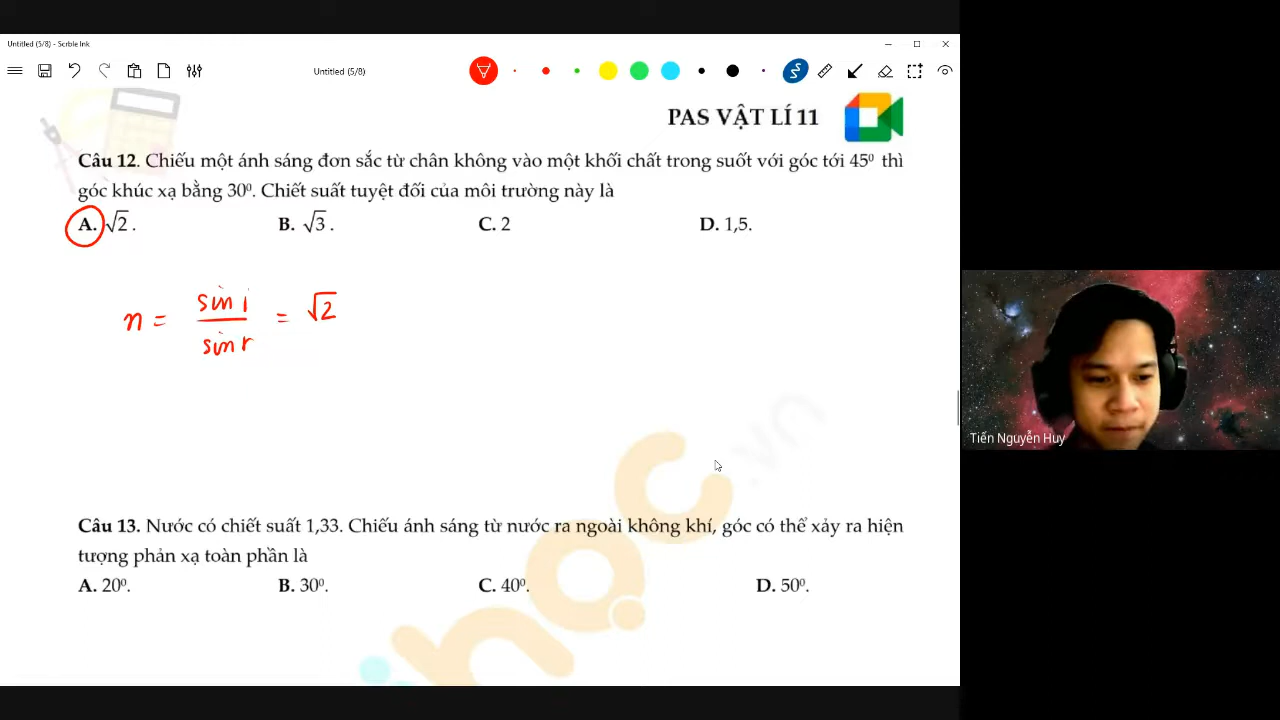 Untitled (5/8) - Scrble Ink
Untitled (5/8)
PAS VẬT LÍ 11
Câu 12. Chiếu một ánh sáng đơn sắc từ chân không vào một khối chất trong suốt với góc tới 45⁰ thì
góc khúc xạ bằng 30⁰. Chiết suất tuyệt đối của môi trường này là
A. √2. B. √3. C. 2 D. 1,5.
n = sin i / sin r = √2
Tiến Nguyễn Huy
học.vn
Câu 13. Nước có chiết suất 1,33. Chiếu ánh sáng từ nước ra ngoài không khí, góc có thể xảy ra hiện
tượng phản xạ toàn phần là
A. 20⁰. B. 30⁰. C. 40⁰. D. 50⁰.